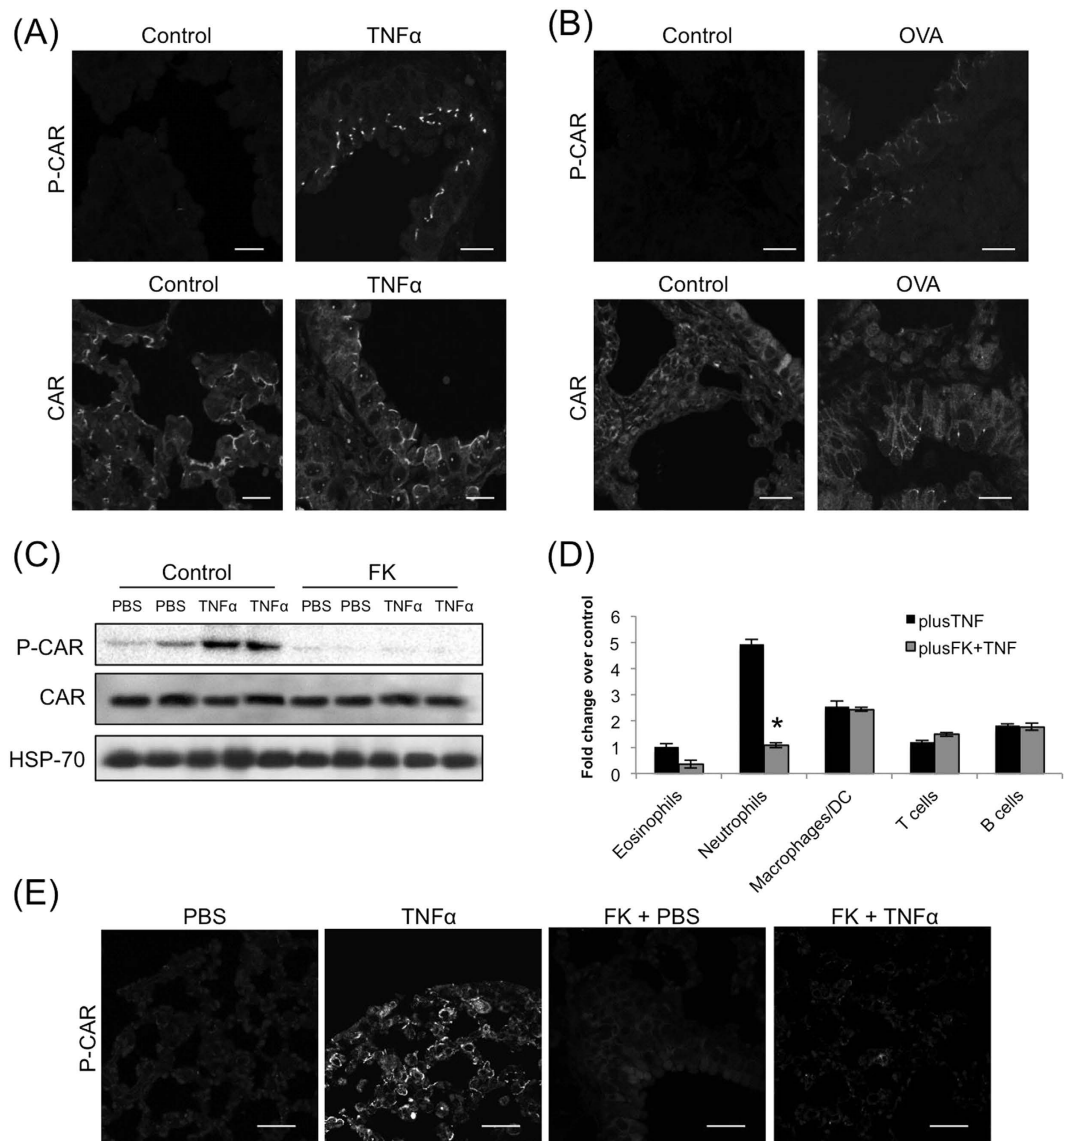 (A)
Control TNFα
P-CAR
Control TNFα
CAR
(B)
Control OVA
P-CAR
Control OVA
CAR
(C)
Control FK
PBS PBS TNFα TNFα PBS PBS TNFα TNFα
P-CAR
CAR
HSP-70
(D)
Fold change over control
6
5
4
3
2
1
0
plusTNF
plusFK+TNF
*
Eosinophils
Neutrophils
Macrophages/DC
T cells
B cells
(E)
PBS TNFα FK + PBS FK + TNFα
P-CAR